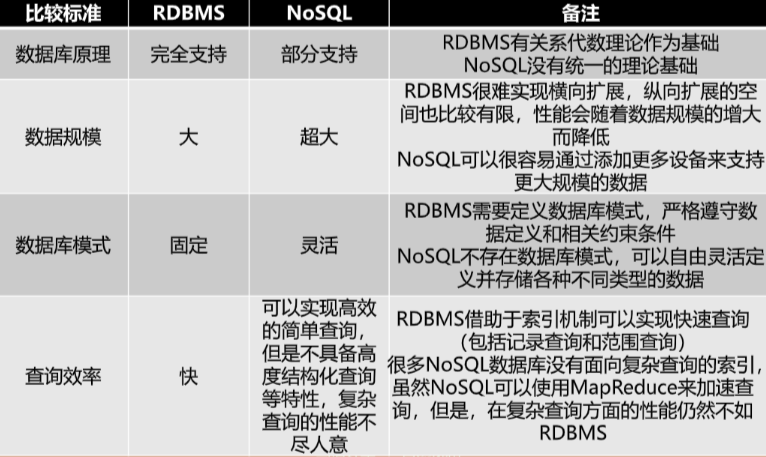 比较标准 RDBMS NoSQL 备注
数据库原理 完全支持 部分支持
RDBMS有关系代数理论作为基础
NoSQL没有统一的理论基础
数据规模 大 超大
RDBMS很难实现横向扩展，纵向扩展的空
间也比较有限，性能会随着数据规模的增大
而降低
NoSQL可以很容易通过添加更多设备来支持
更大规模的数据
数据库模式 固定 灵活
RDBMS需要定义数据库模式，严格遵守数
据定义和相关约束条件
NoSQL不存在数据库模式，可以自由灵活定
义并存储各种不同类型的数据
查询效率 快
可以实现高效
的简单查询，
但是不具备高
度结构化查询
等特性，复杂
查询的性能不
尽人意
RDBMS借助于索引机制可以实现快速查询
（包括记录查询和范围查询）
很多NoSQL数据库没有面向复杂查询的索引，
虽然NoSQL可以使用MapReduce来加速查
询，但是，在复杂查询方面的性能仍然不如
RDBMS